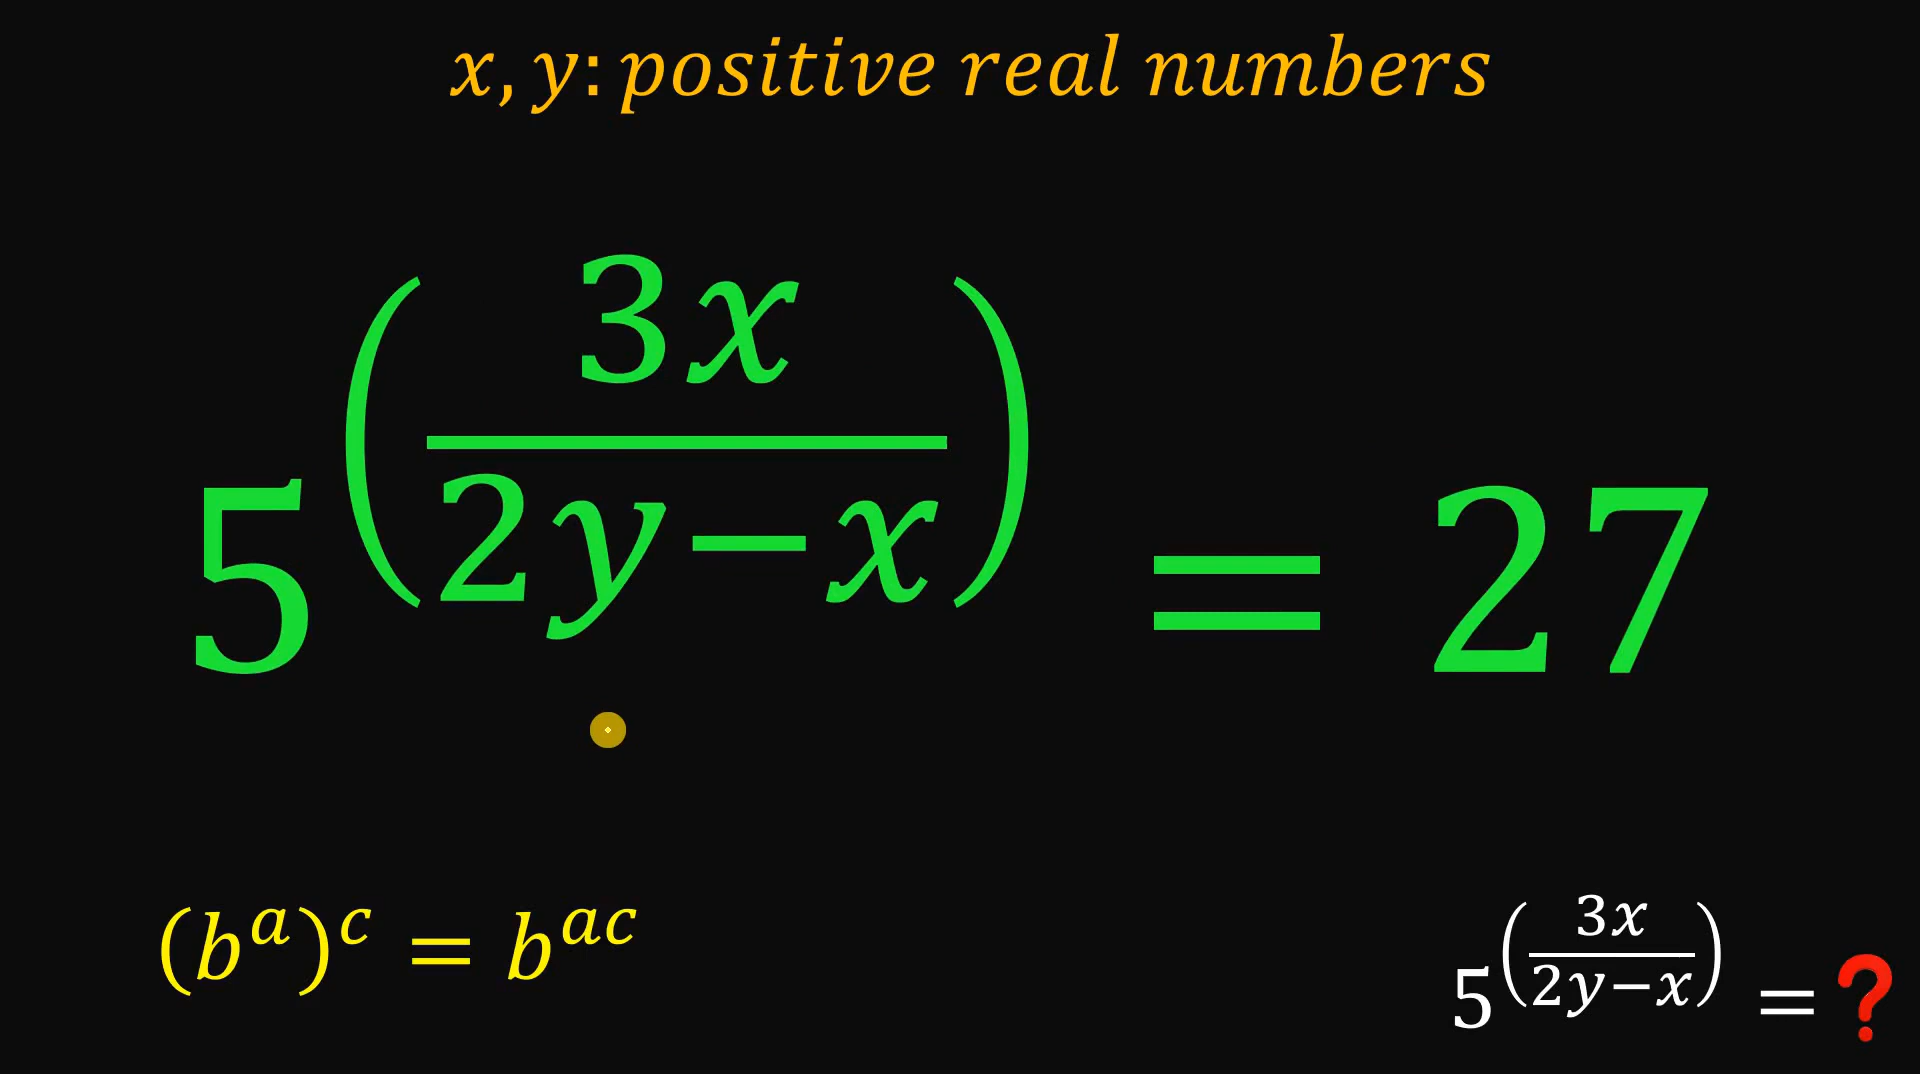 x, y: positive real numbers
5^(3x/(2y−x)) = 27
(b^a)^c = b^(ac)
5^(3x/(2y−x)) = ❓